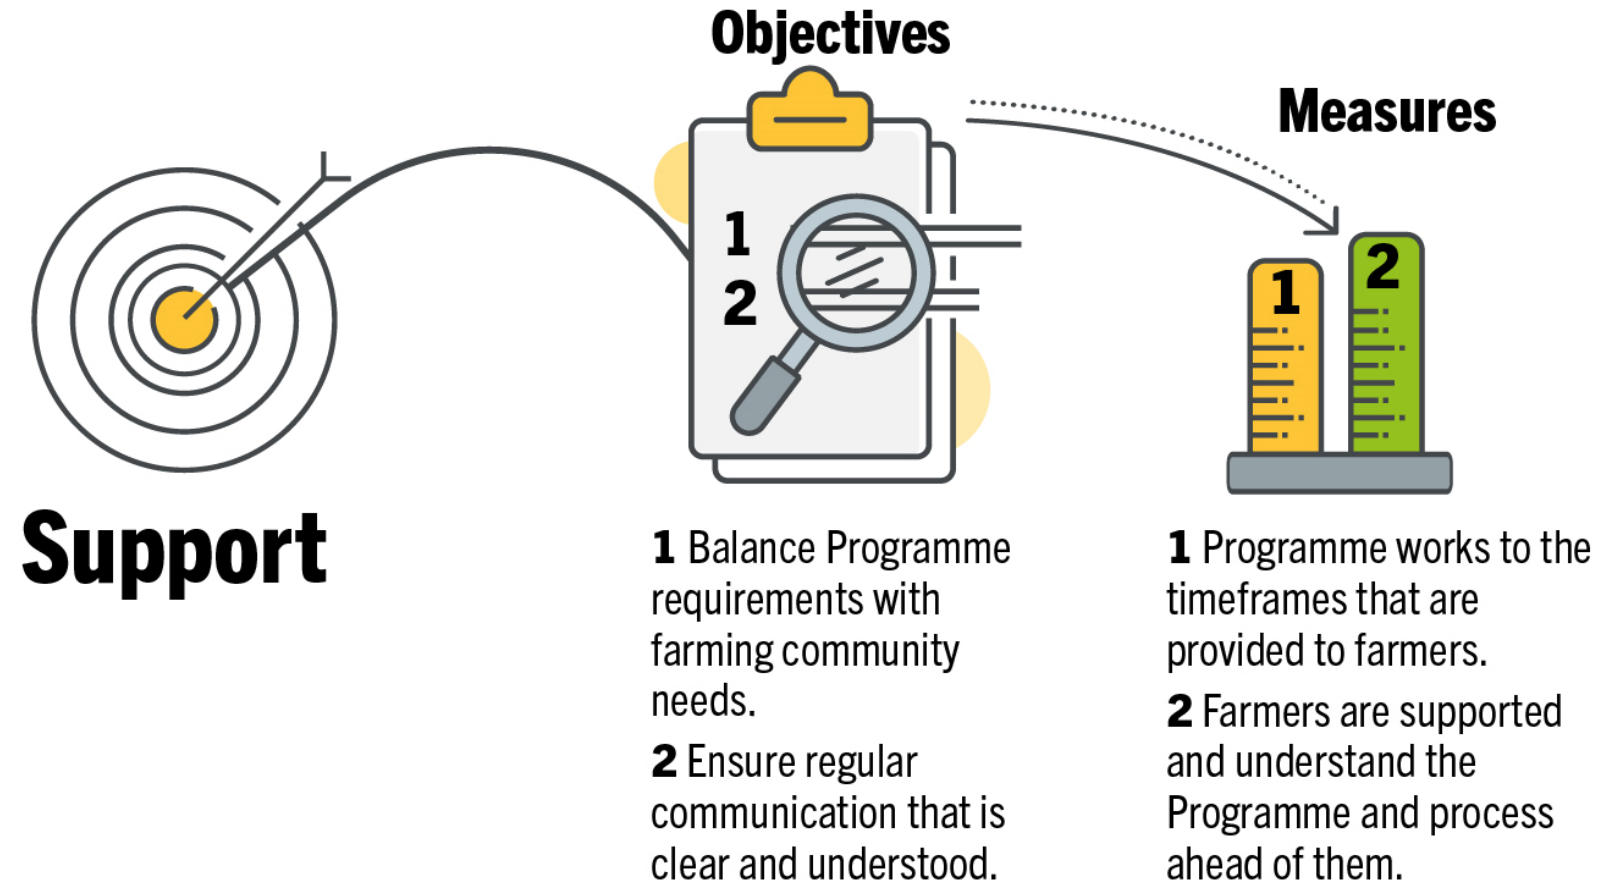 Objectives
Measures
1
2
1
2
Support
1 Balance Programme
requirements with
farming community
needs.
2 Ensure regular
communication that is
clear and understood.
1 Programme works to the
timeframes that are
provided to farmers.
2 Farmers are supported
and understand the
Programme and process
ahead of them.